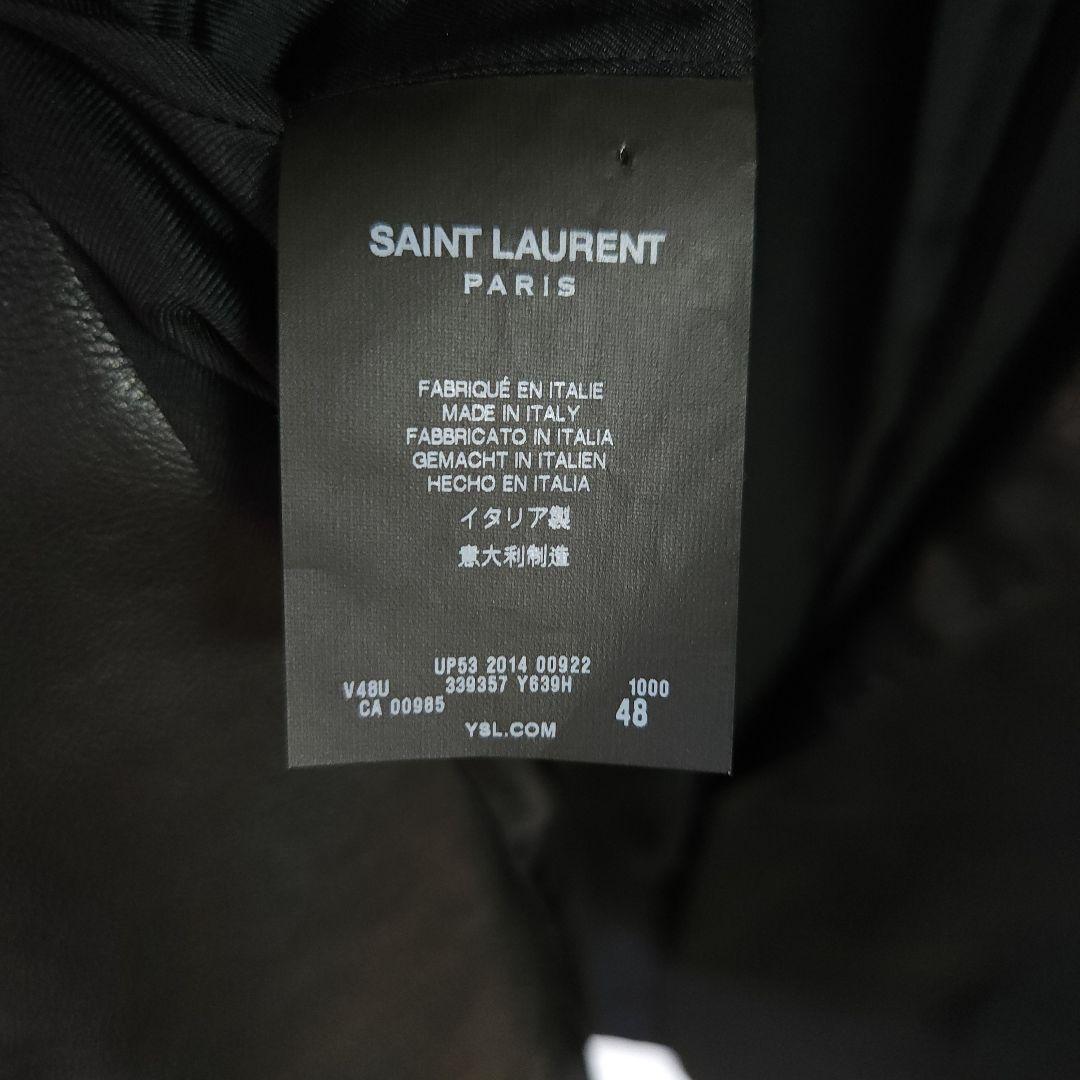 SAINT LAURENT
PARIS
FABRIQUÉ EN ITALIE
MADE IN ITALY
FABBRICATO IN ITALIA
GEMACHT IN ITALIEN
HECHO EN ITALIA
イタリア製
意大利制造
UP53 2014 00922
V48U 339357 Y639H 1000
CA 00985 48
YSL.COM